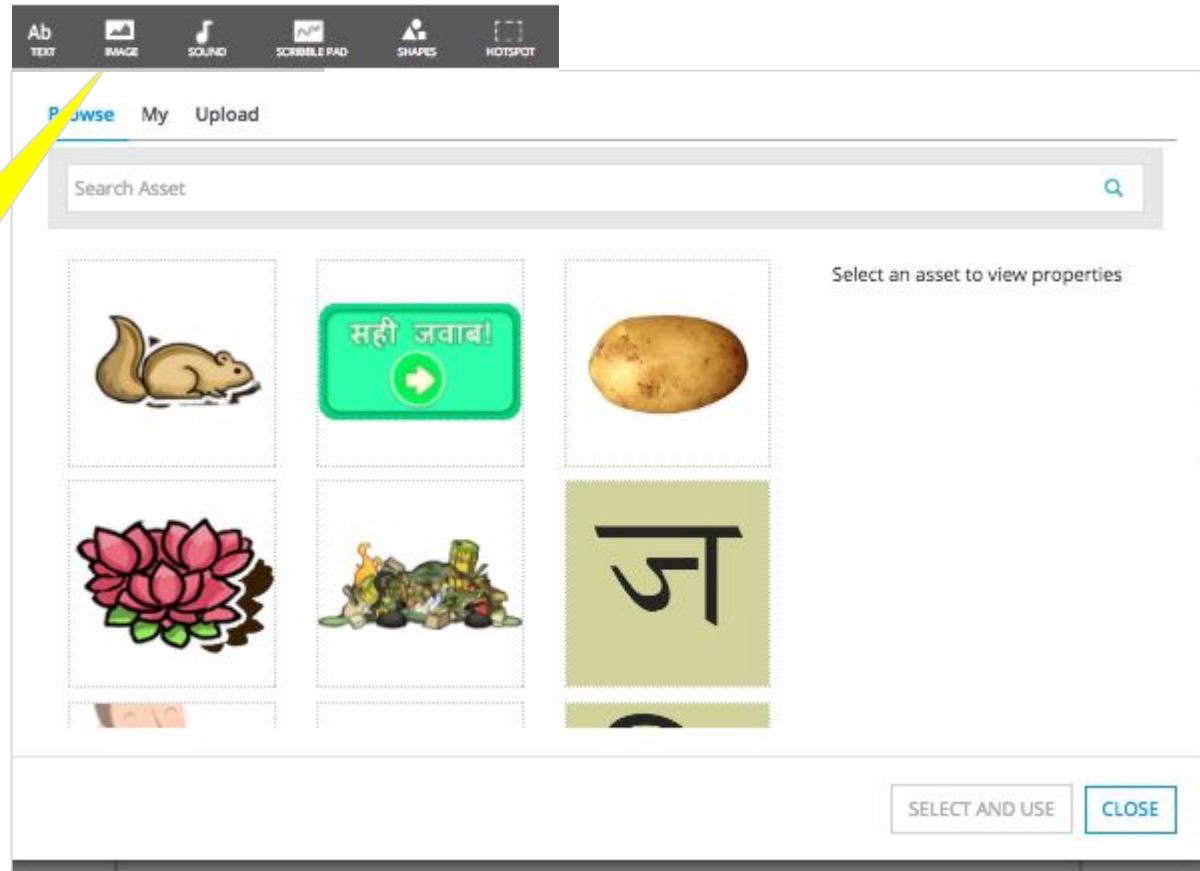 Ab
TEXT IMAGE SOUND SCRIBBLE PAD SHAPES HOTSPOT
Browse My Upload
Search Asset
Select an asset to view properties
सही जवाब!
ज
SELECT AND USE CLOSE